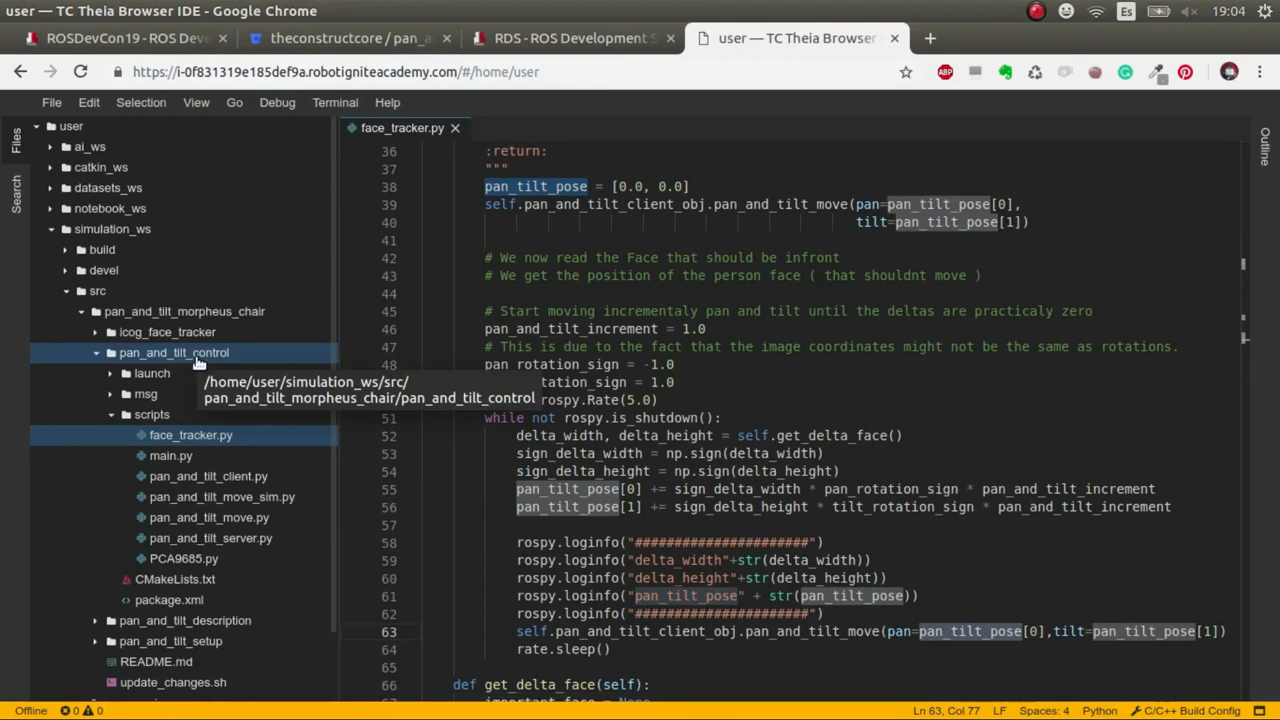 user — TC Theia Browser IDE - Google Chrome
Es
19:04
ROSDevCon19 - ROS Dev
theconstructcore / pan_a
RDS - ROS Development S
user — TC Theia Browser
https://i-0f831319e185def9a.robotigniteacademy.com/#/home/user
ABP
File Edit Selection View Go Debug Terminal Help
Files
Search
Outline
user
ai_ws
catkin_ws
datasets_ws
notebook_ws
simulation_ws
build
devel
src
pan_and_tilt_morpheus_chair
icog_face_tracker
pan_and_tilt_control
launch
msg
scripts
face_tracker.py
main.py
pan_and_tilt_client.py
pan_and_tilt_move_sim.py
pan_and_tilt_move.py
pan_and_tilt_server.py
PCA9685.py
CMakeLists.txt
package.xml
pan_and_tilt_description
pan_and_tilt_setup
README.md
update_changes.sh
/home/user/simulation_ws/src/
pan_and_tilt_morpheus_chair/pan_and_tilt_control
face_tracker.py
36 :return:
37 """
38 pan_tilt_pose = [0.0, 0.0]
39 self.pan_and_tilt_client_obj.pan_and_tilt_move(pan=pan_tilt_pose[0],
40 tilt=pan_tilt_pose[1])
41
42 # We now read the Face that should be infront
43 # We get the position of the person face ( that shouldnt move )
44
45 # Start moving incrementaly pan and tilt until the deltas are practicaly zero
46 pan_and_tilt_increment = 1.0
47 # This is due to the fact that the image coordinates might not be the same as rotations.
48 pan_rotation_sign = -1.0
rotation_sign = 1.0
rospy.Rate(5.0)
51 while not rospy.is_shutdown():
52 delta_width, delta_height = self.get_delta_face()
53 sign_delta_width = np.sign(delta_width)
54 sign_delta_height = np.sign(delta_height)
55 pan_tilt_pose[0] += sign_delta_width * pan_rotation_sign * pan_and_tilt_increment
56 pan_tilt_pose[1] += sign_delta_height * tilt_rotation_sign * pan_and_tilt_increment
57
58 rospy.loginfo("######################")
59 rospy.loginfo("delta_width"+str(delta_width))
60 rospy.loginfo("delta_height"+str(delta_height))
61 rospy.loginfo("pan_tilt_pose" + str(pan_tilt_pose))
62 rospy.loginfo("######################")
63 self.pan_and_tilt_client_obj.pan_and_tilt_move(pan=pan_tilt_pose[0],tilt=pan_tilt_pose[1])
64 rate.sleep()
65
66 def get_delta_face(self):
Offline 0 0 Ln 63, Col 77 LF Spaces: 4 Python C/C++ Build Config